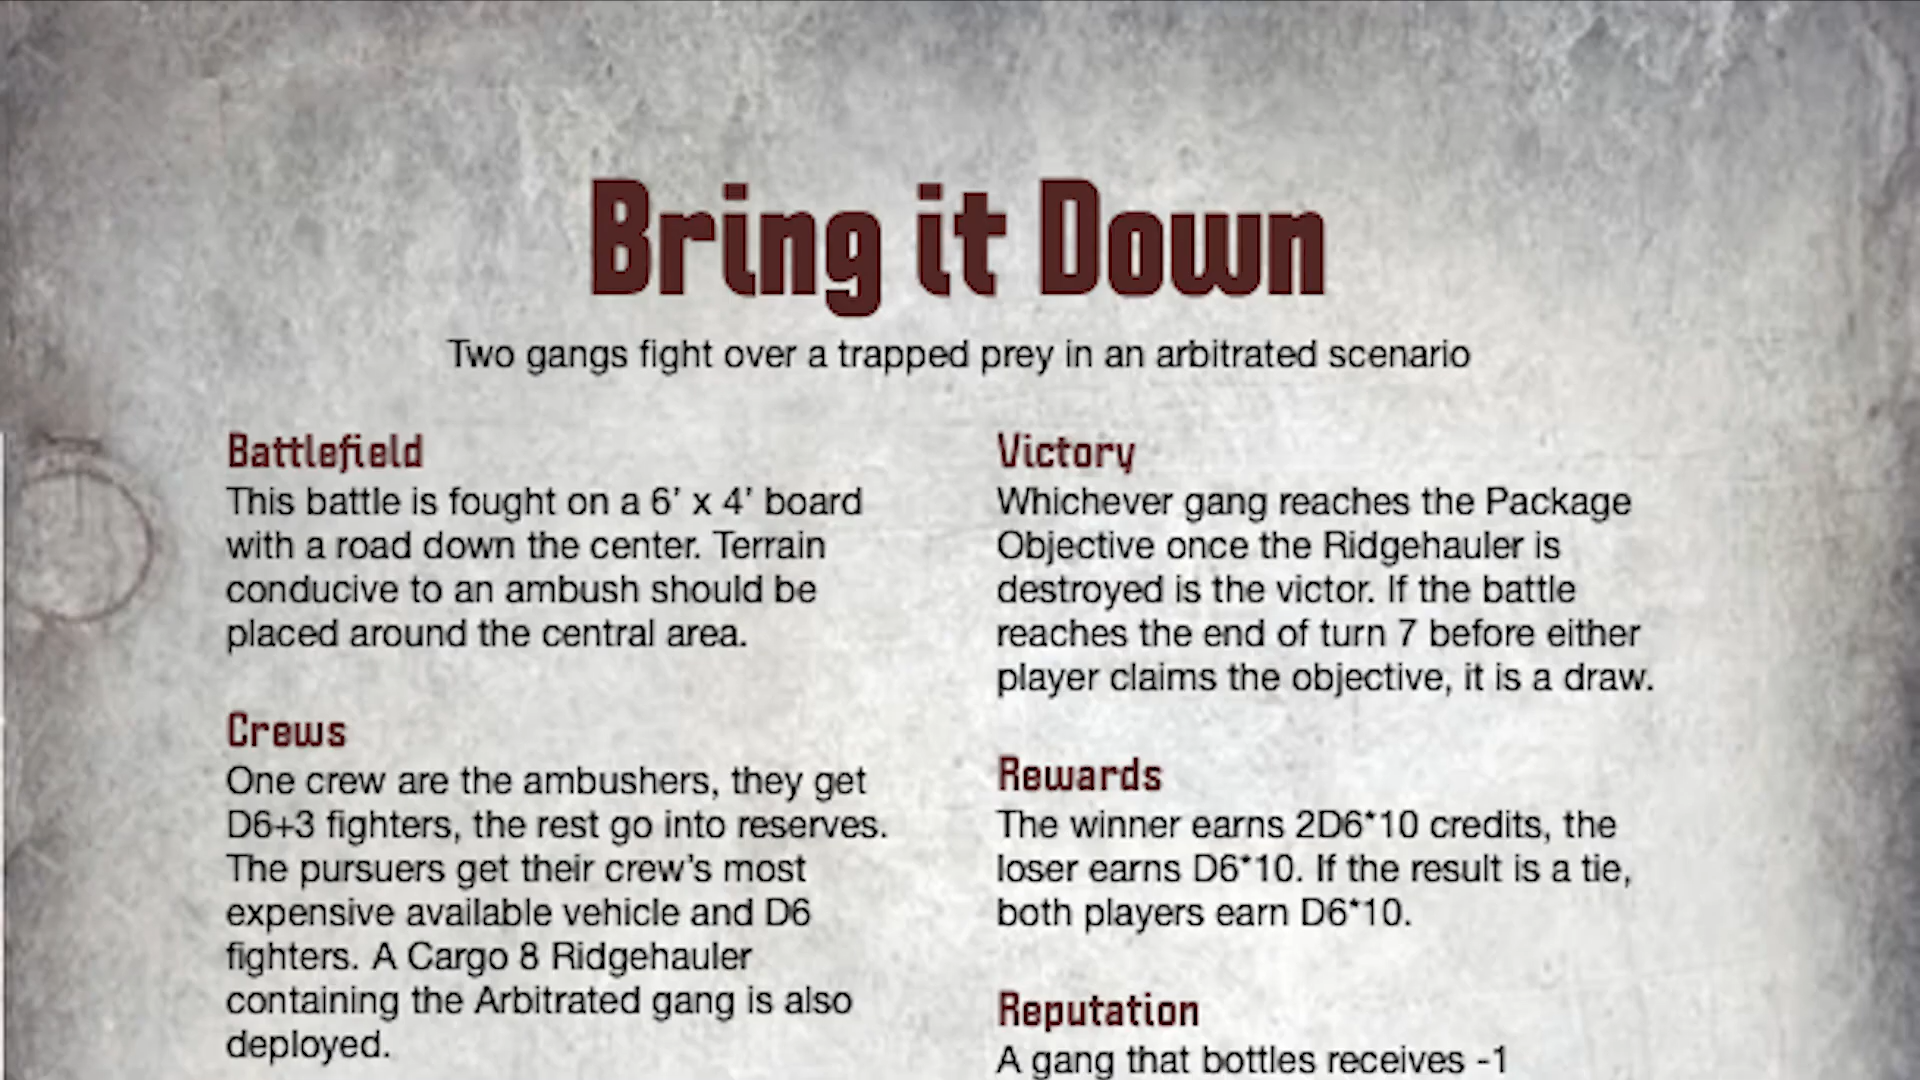 Bring it Down
Two gangs fight over a trapped prey in an arbitrated scenario
Battlefield
This battle is fought on a 6' x 4' board
with a road down the center. Terrain
conducive to an ambush should be
placed around the central area.
Crews
One crew are the ambushers, they get
D6+3 fighters, the rest go into reserves.
The pursuers get their crew's most
expensive available vehicle and D6
fighters. A Cargo 8 Ridgehauler
containing the Arbitrated gang is also
deployed.
Victory
Whichever gang reaches the Package
Objective once the Ridgehauler is
destroyed is the victor. If the battle
reaches the end of turn 7 before either
player claims the objective, it is a draw.
Rewards
The winner earns 2D6*10 credits, the
loser earns D6*10. If the result is a tie,
both players earn D6*10.
Reputation
A gang that bottles receives -1